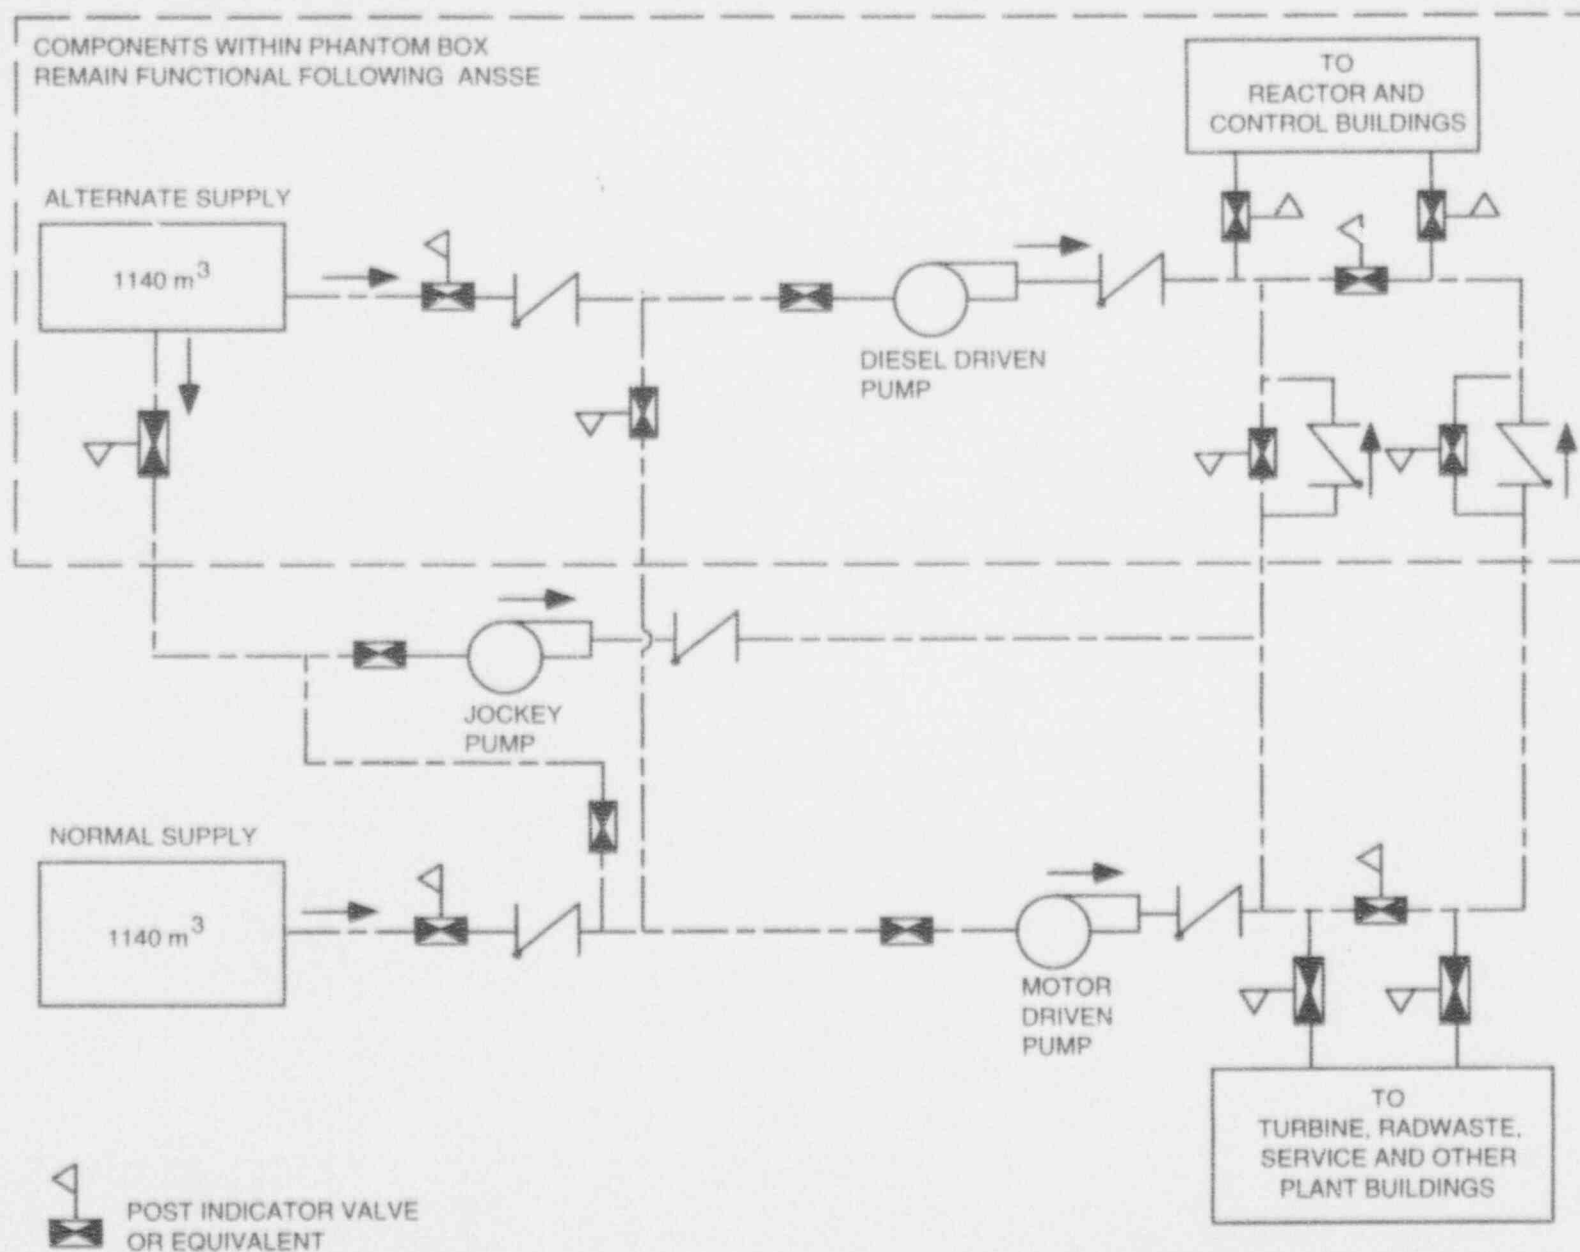 COMPONENTS WITHIN PHANTOM BOX
REMAIN FUNCTIONAL FOLLOWING ANSSE
TO
REACTOR AND
CONTROL BUILDINGS
ALTERNATE SUPPLY
1140 m³
DIESEL DRIVEN
PUMP
JOCKEY
PUMP
NORMAL SUPPLY
1140 m³
MOTOR
DRIVEN
PUMP
TO
TURBINE, RADWASTE,
SERVICE AND OTHER
PLANT BUILDINGS
POST INDICATOR VALVE
OR EQUIVALENT